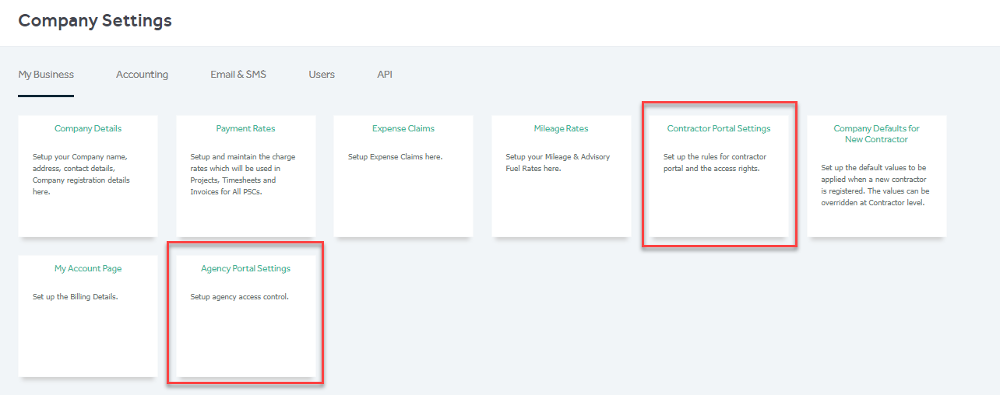 Company Settings
My Business
Accounting
Email & SMS
Users
API
Company Details
Setup your Company name,
address, contact details,
Company registration details
here.
Payment Rates
Setup and maintain the charge
rates which will be used in
Projects, Timesheets and
Invoices for All PSCs.
Expense Claims
Setup Expense Claims here.
Mileage Rates
Setup your Mileage & Advisory
Fuel Rates here.
Contractor Portal Settings
Set up the rules for contractor
portal and the access rights.
Company Defaults for
New Contractor
Set up the default values to be
applied when a new contractor
is registered. The values can be
overridden at Contractor level.
My Account Page
Set up the Billing Details.
Agency Portal Settings
Setup agency access control.